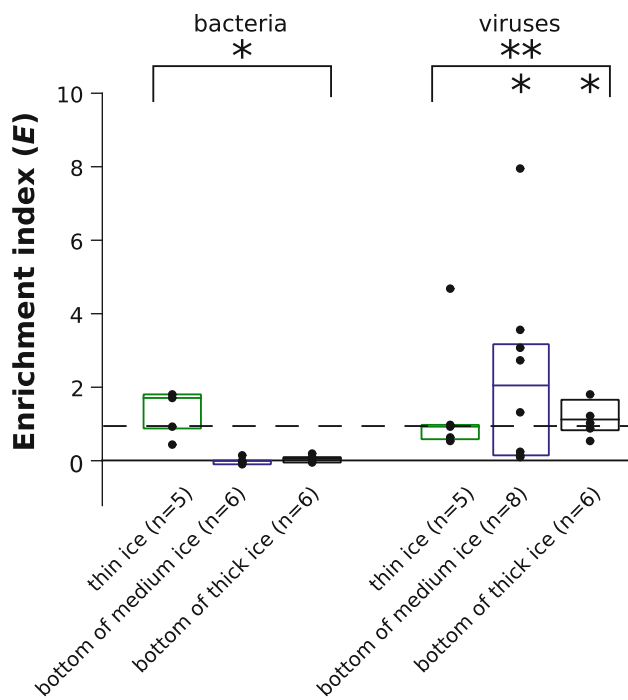 bacteria
*
viruses
**
* *
Enrichment index (E)
10
8
6
4
2
0
thin ice (n=5)
bottom of medium ice (n=6)
bottom of thick ice (n=6)
thin ice (n=5)
bottom of medium ice (n=8)
bottom of thick ice (n=6)